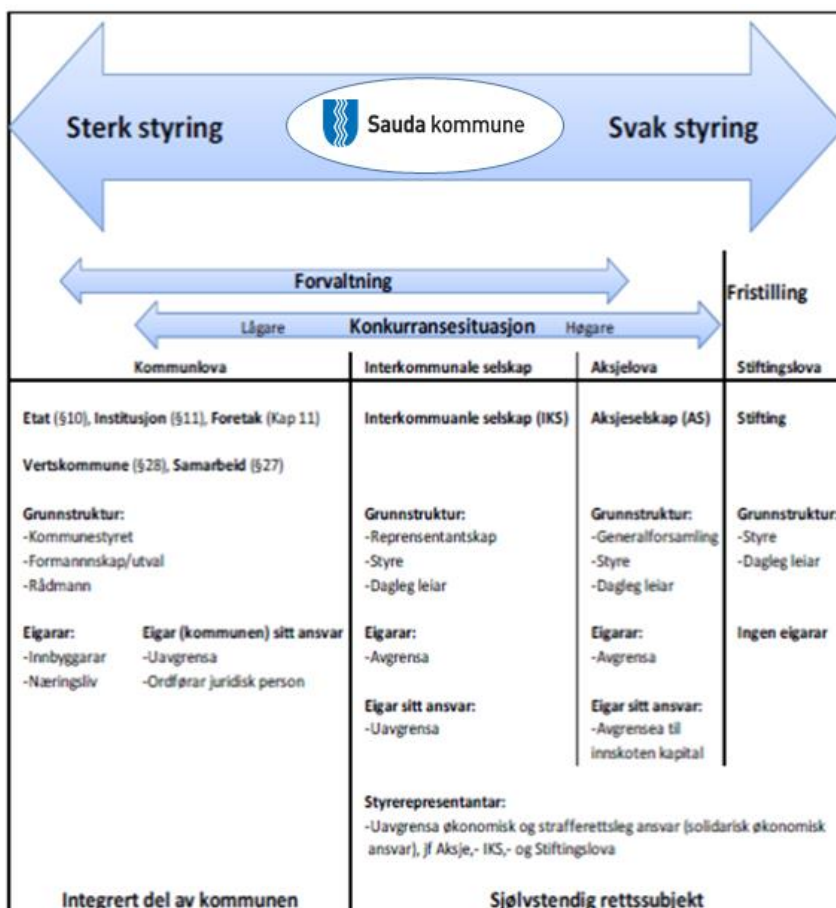 Sterk styring
Sauda kommune
Svak styring
Forvaltning
Fristilling
Lågare Konkurransesituasjon Høgare
Kommunlova
Interkommunale selskap
Aksjelova
Stiftingslova
Etat (§10), Institusjon (§11), Foretak (Kap 11)
Vertskommune (§28), Samarbeid (§27)
Grunnstruktur:
-Kommunestyret
-Formannnskap/utval
-Rådmann
Eigarar:
-Innbyggarar
-Næringsliv
Eigar (kommunen) sitt ansvar
-Uavgrensa
-Ordførar juridisk person
Interkommuanle selskap (IKS)
Grunnstruktur:
-Reprensentantskap
-Styre
-Dagleg leiar
Eigarar:
-Avgrensa
Eigar sitt ansvar:
-Uavgrensa
Aksjeselskap (AS)
Grunnstruktur:
-Generalforsamling
-Styre
-Dagleg leiar
Eigarar:
-Avgrensa
Eigar sitt ansvar:
-Avgrensea til
innskoten kapital
Stifting
Grunnstruktur:
-Styre
-Dagleg leiar
Ingen eigarar
Styrerepresentantar:
-Uavgrensa økonomisk og strafferettsleg ansvar (solidarisk økonomisk
ansvar), jf Aksje,- IKS,- og Stiftingslova
Integrert del av kommunen
Sjølvstendig rettssubjekt